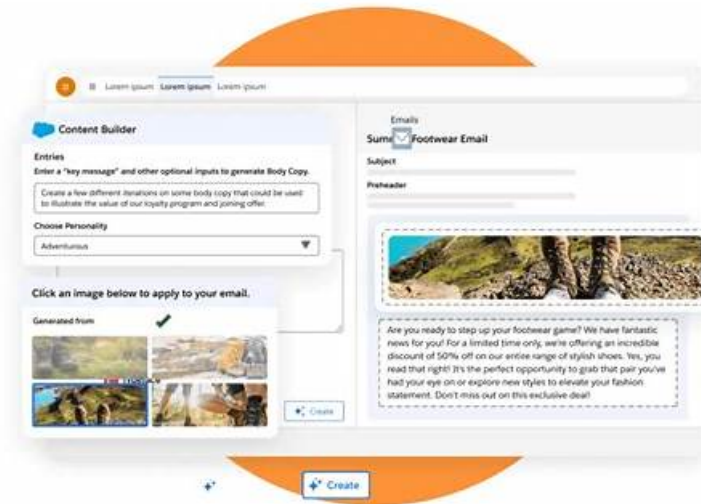 Lorem ipsum Lorem ipsum Lorem ipsum
Content Builder
Entries
Enter a "key message" and other optional inputs to generate Body Copy.
Create a few different iterations on some body copy that could be used
to illustrate the value of our loyalty program and joining offer.
Choose Personality
Adventurous
Click an image below to apply to your email.
Generated from
Create
Emails
Footwear Email
Subject
Preheader
Are you ready to step up your footwear game? We have fantastic
news for you! For a limited time only, we're offering an incredible
discount of 50% off on our entire range of stylish shoes. Yes, you
read that right! It's the perfect opportunity to grab that pair you've
had your eye on or explore new styles to elevate your fashion
statement. Don't miss out on this exclusive deal!
Create